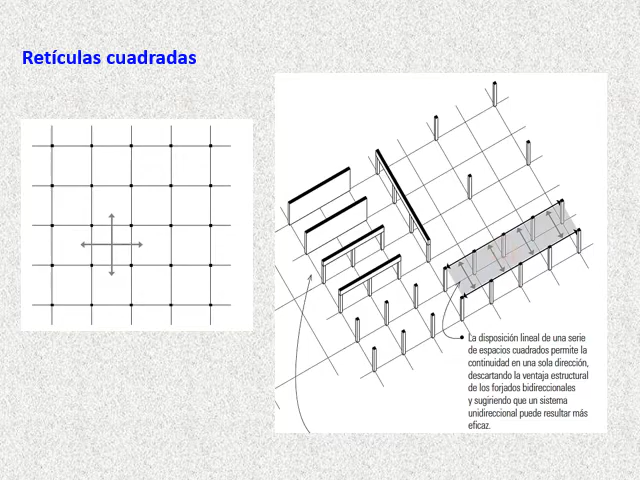 Retículas cuadradas
• La disposición lineal de una serie
de espacios cuadrados permite la
continuidad en una sola dirección,
descartando la ventaja estructural
de los forjados bidireccionales
y sugiriendo que un sistema
unidireccional puede resultar más
eficaz.